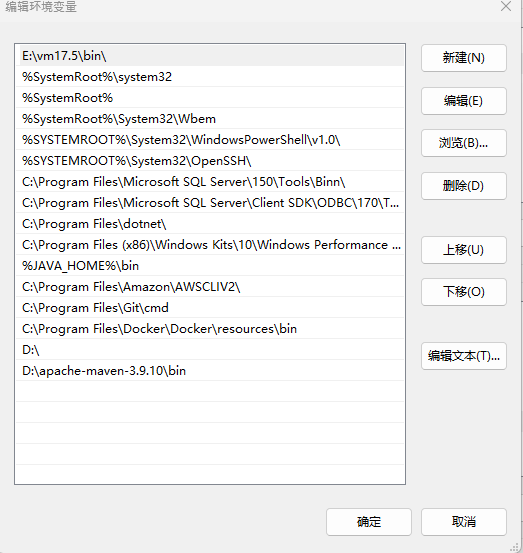 编辑环境变量
E:\vm17.5\bin\
%SystemRoot%\system32
%SystemRoot%
%SystemRoot%\System32\Wbem
%SYSTEMROOT%\System32\WindowsPowerShell\v1.0\
%SYSTEMROOT%\System32\OpenSSH\
C:\Program Files\Microsoft SQL Server\150\Tools\Binn\
C:\Program Files\Microsoft SQL Server\Client SDK\ODBC\170\T...
C:\Program Files\dotnet\
C:\Program Files (x86)\Windows Kits\10\Windows Performance ...
%JAVA_HOME%\bin
C:\Program Files\Amazon\AWSCLIV2\
C:\Program Files\Git\cmd
C:\Program Files\Docker\Docker\resources\bin
D:\
D:\apache-maven-3.9.10\bin
新建(N)
编辑(E)
浏览(B)...
删除(D)
上移(U)
下移(O)
编辑文本(T)...
确定
取消